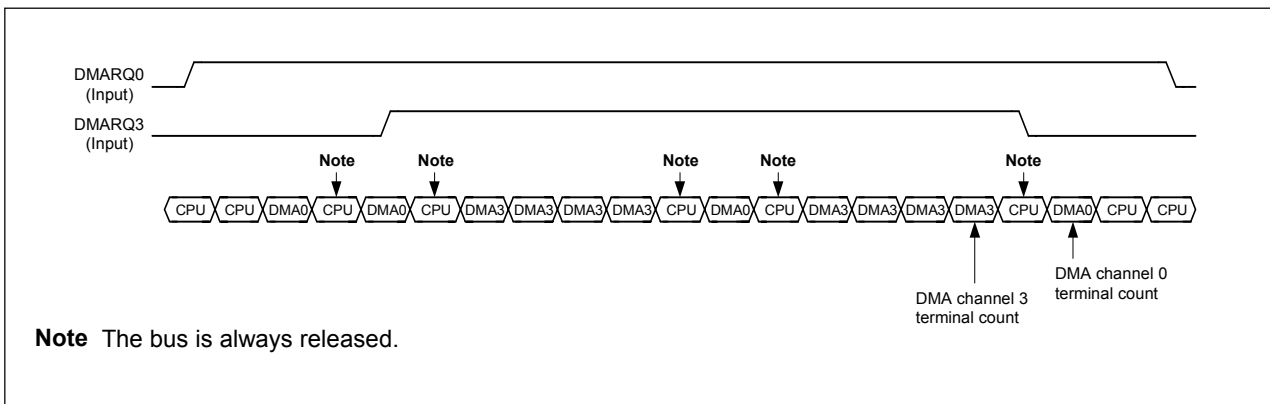 DMARQ0
(Input)
DMARQ3
(Input)
Note Note Note Note Note
CPU CPU DMA0 CPU DMA0 CPU DMA3 DMA3 DMA3 DMA3 CPU DMA0 CPU DMA3 DMA3 DMA3 DMA3 CPU DMA0 CPU CPU
DMA channel 0
terminal count
DMA channel 3
terminal count
Note The bus is always released.